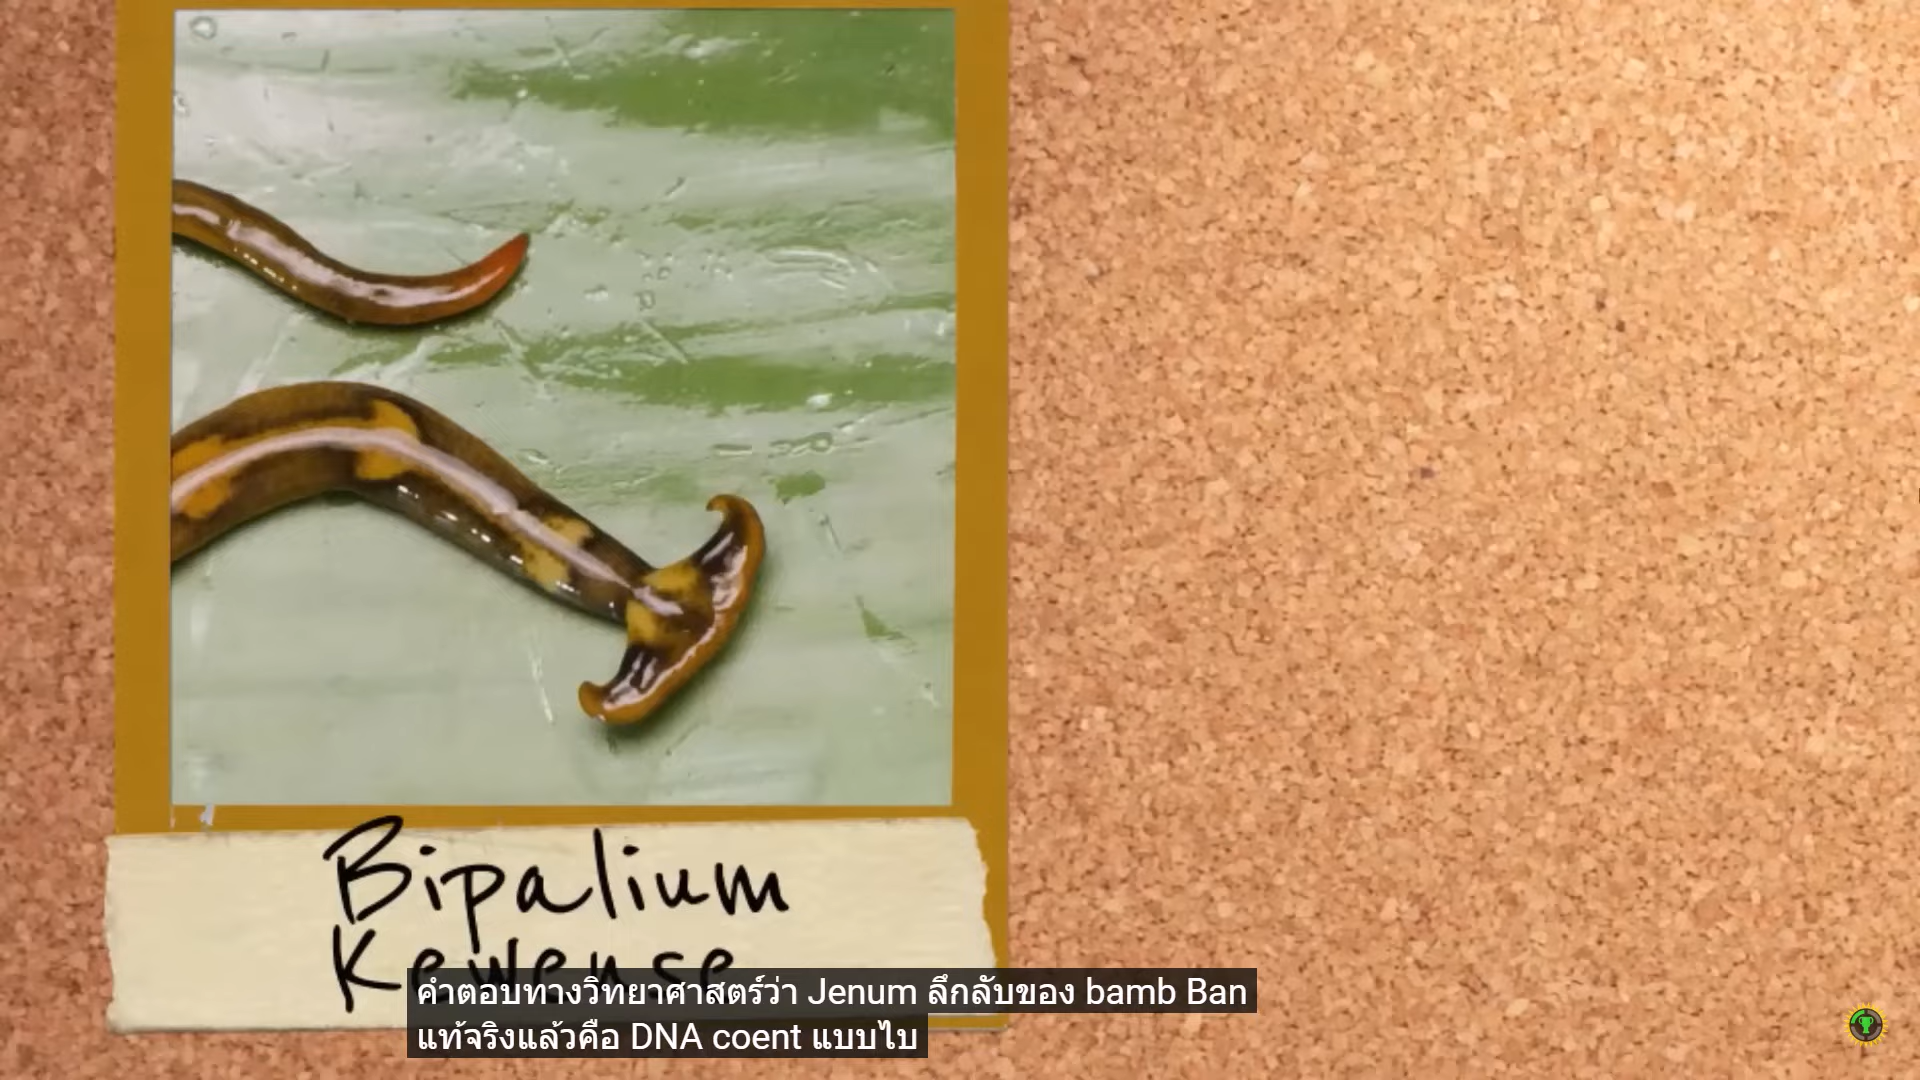 Bipalium
Kewense
คำตอบทางวิทยาศาสตร์ว่า Jenum ลึกลับของ bamb Ban
แท้จริงแล้วคือ DNA coent แบบไบ